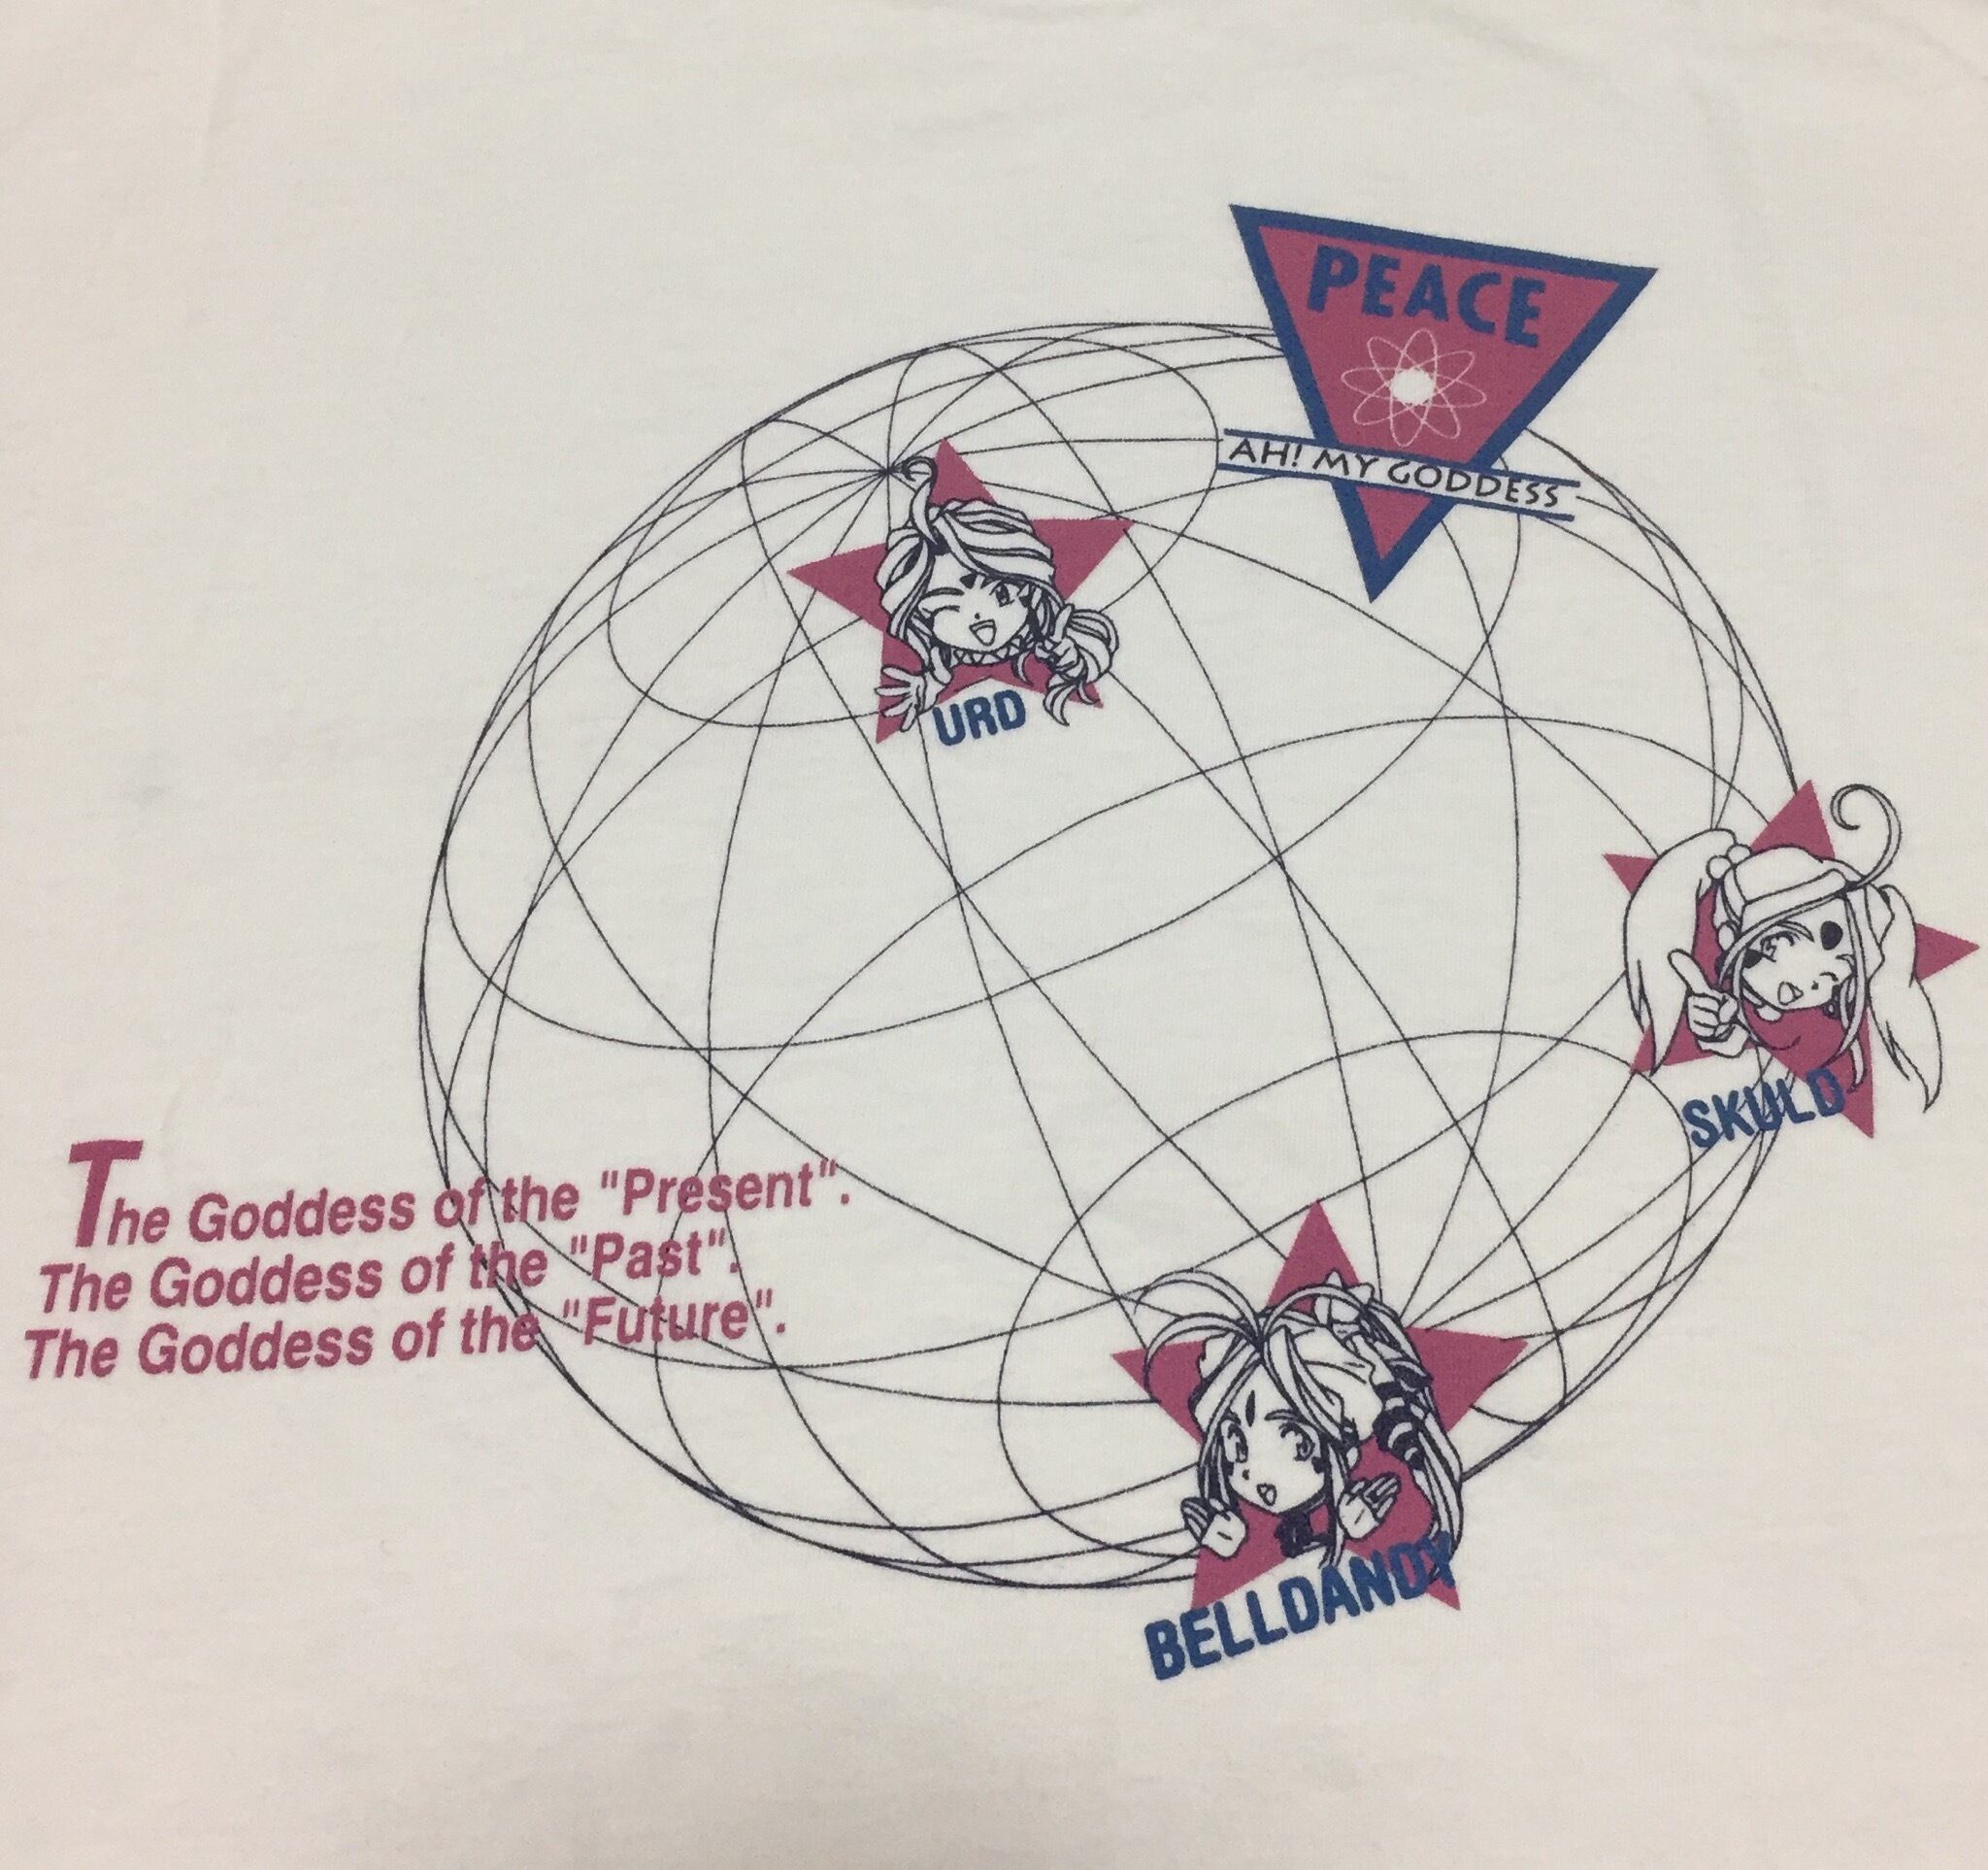 PEACE
AH! MY GODDESS
URD
SKULD
The Goddess of the "Present".
The Goddess of the "Past".
The Goddess of the "Future".
BELLDANDY